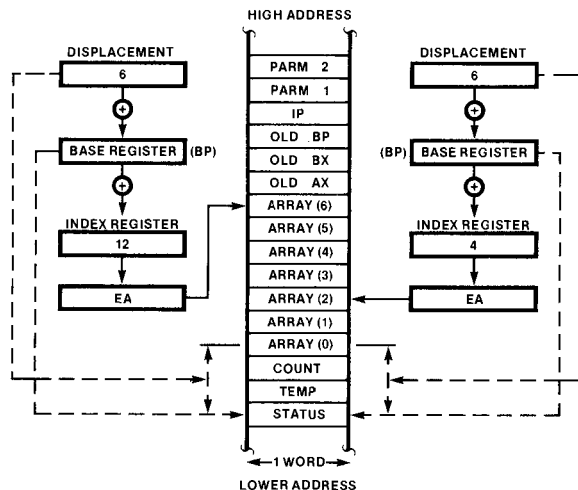 HIGH ADDRESS
DISPLACEMENT
6
+
BASE REGISTER
(BP)
+
INDEX REGISTER
12
EA
PARM 2
PARM 1
IP
OLD BP
OLD BX
OLD AX
ARRAY (6)
ARRAY (5)
ARRAY (4)
ARRAY (3)
ARRAY (2)
ARRAY (1)
ARRAY (0)
COUNT
TEMP
STATUS
DISPLACEMENT
6
+
(BP)
BASE REGISTER
+
INDEX REGISTER
4
EA
1 WORD
LOWER ADDRESS